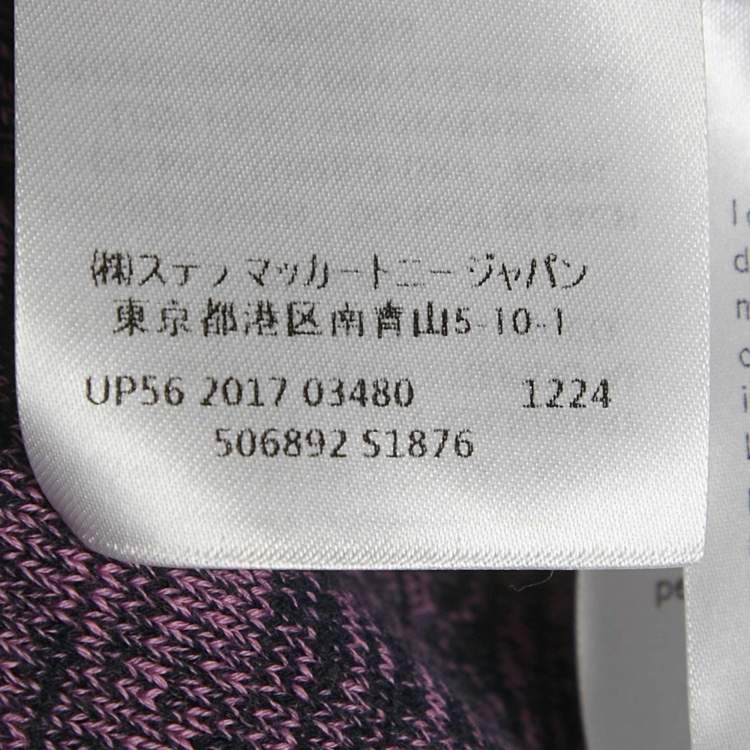 (株)ステラ マッカートニー ジャパン
東京都港区南青山5-10-1
UP56 2017 03480 1224
506892 S1876